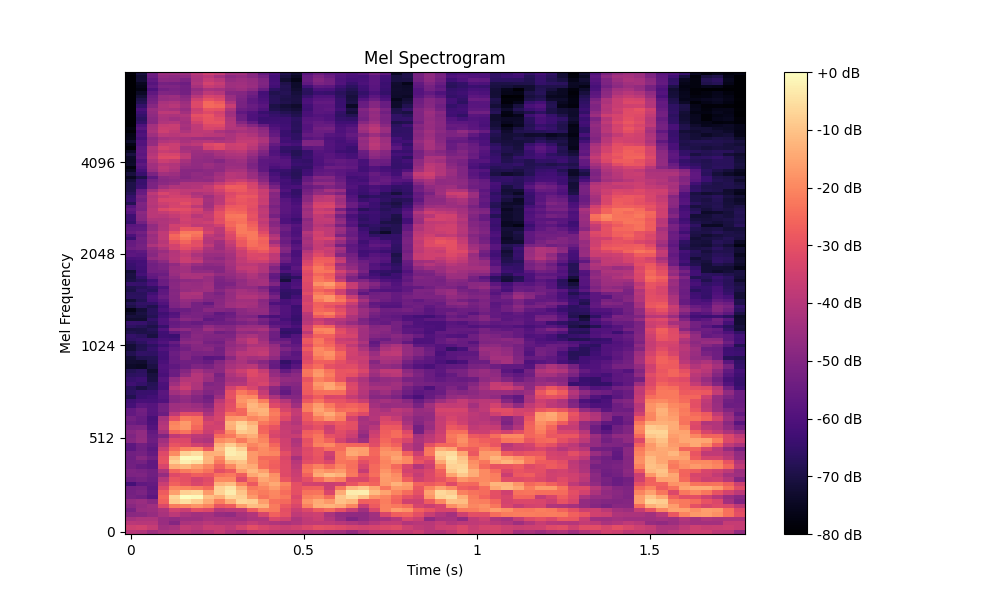 Mel Spectrogram
Mel Frequency
4096
2048
1024
512
0
0
0.5
1
1.5
Time (s)
+0 dB
-10 dB
-20 dB
-30 dB
-40 dB
-50 dB
-60 dB
-70 dB
-80 dB